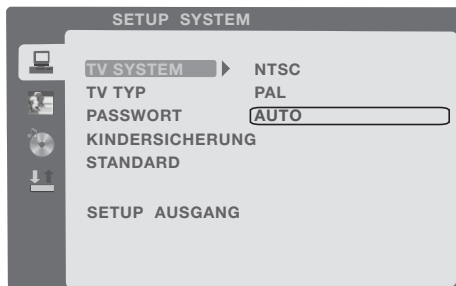 SETUP SYSTEM
TV SYSTEM NTSC
TV TYP PAL
PASSWORT AUTO
KINDERSICHERUNG
STANDARD
SETUP AUSGANG